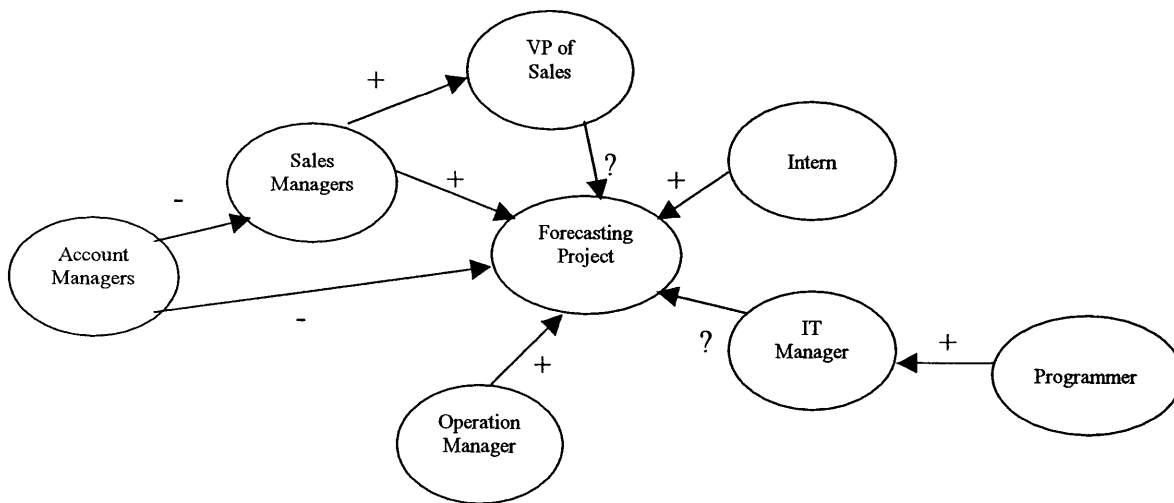 VP of
Sales
+
Sales
Managers
+
?
+
Intern
-
Account
Managers
Forecasting
Project
-
?
IT
Manager
+
Programmer
+
Operation
Manager